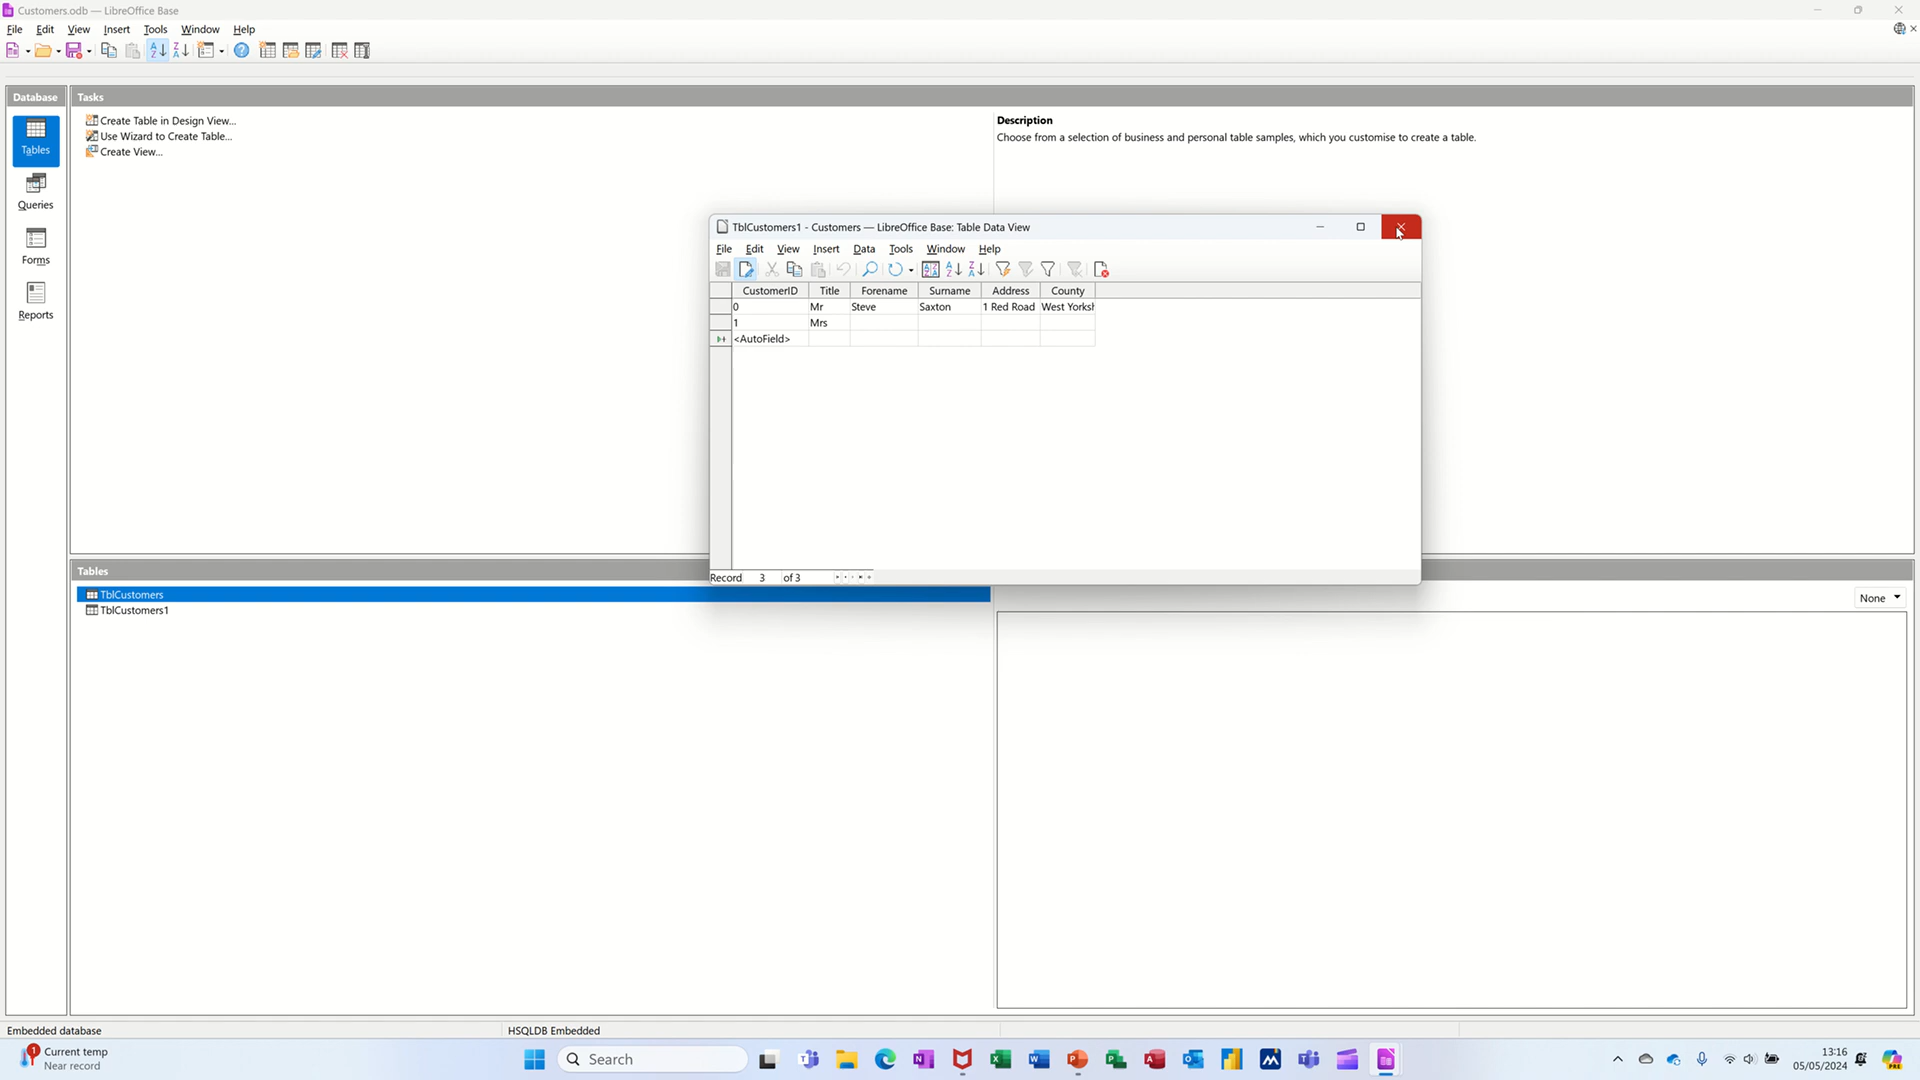 Customers.odb — LibreOffice Base
File Edit View Insert Tools Window Help
Database
Tables
Queries
Forms
Reports
Tasks
Create Table in Design View...
Use Wizard to Create Table...
Create View...
Description
Choose from a selection of business and personal table samples, which you customise to create a table.
TblCustomers1 - Customers — LibreOffice Base: Table Data View
File Edit View Insert Data Tools Window Help
CustomerID Title Forename Surname Address County
0 Mr Steve Saxton 1 Red Road West Yorksh
1 Mrs
<AutoField>
Record 3 of 3
Tables
TblCustomers
TblCustomers1
None
Embedded database HSQLDB Embedded
1 Current temp
Near record
Search
13:16
05/05/2024